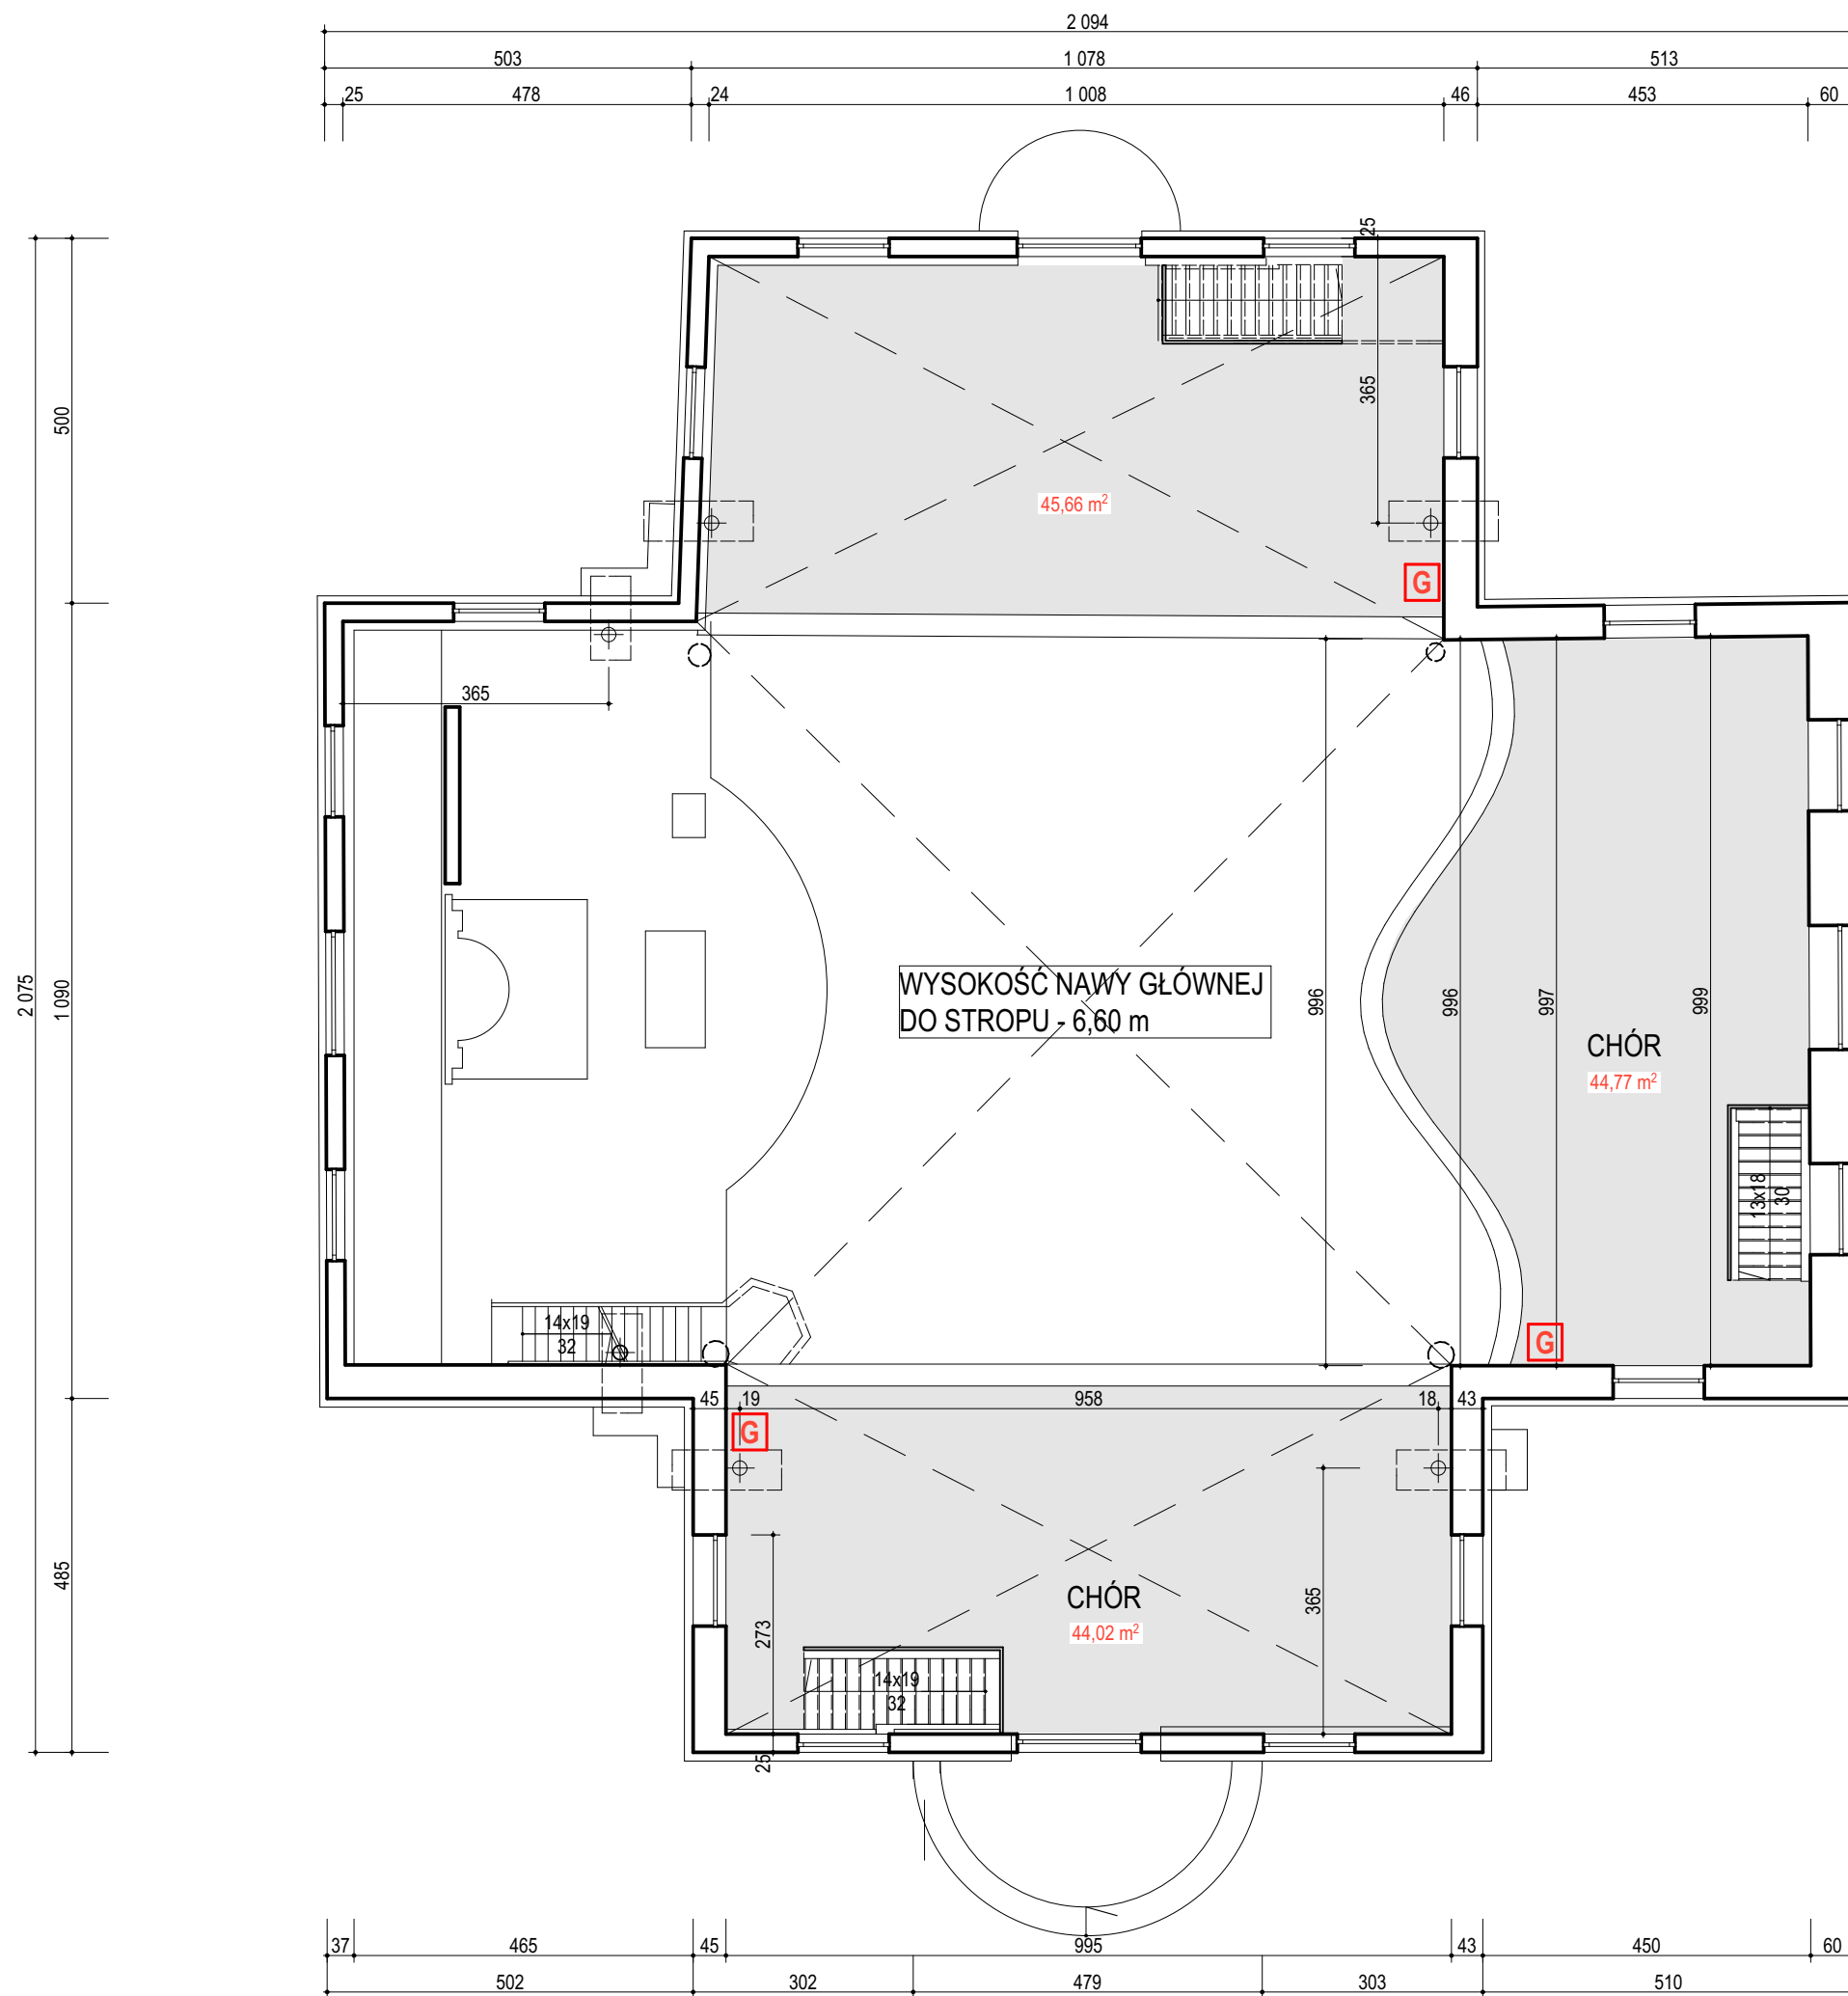 2 094
503 1 078 513
25 478 24 1 008 46 453 60
25
365
500
45,66 m²
G
365
2 075
1 090
WYSOKOŚĆ NAWY GŁÓWNEJ
DO STROPU - 6,60 m
996
996
997
999
CHÓR
44,77 m²
13x18
30
14x19
32
G
45 19 958 18 43
G
485
273
365
CHÓR
44,02 m²
14x19
32
25
37 465 45 995 43 450 60
502 302 479 303 510